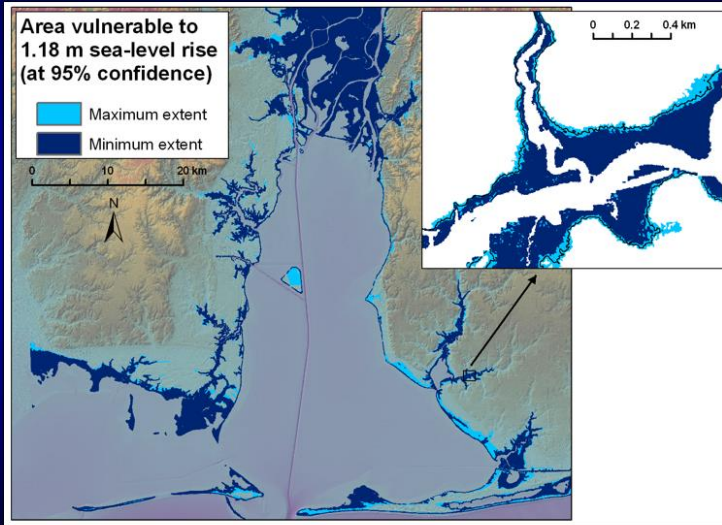 Area vulnerable to
1.18 m sea-level rise
(at 95% confidence)
Maximum extent
Minimum extent
0 10 20 km
N
0 0.2 0.4 km